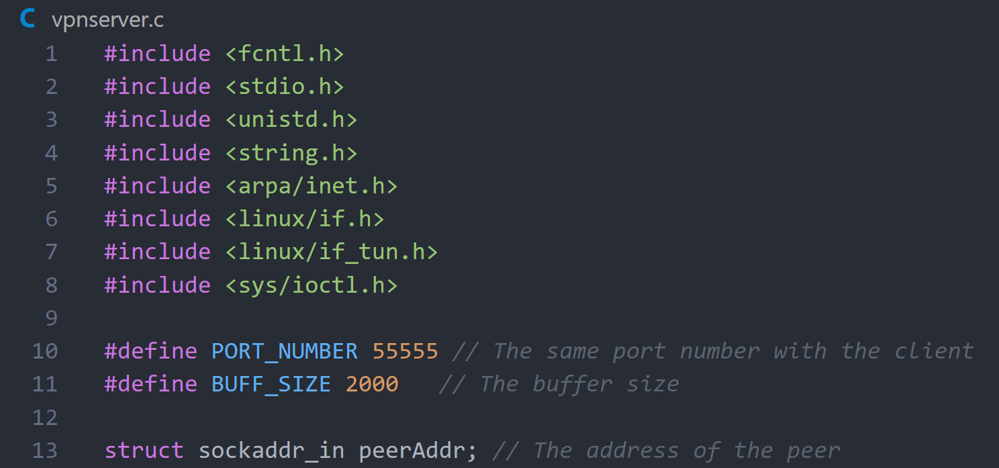 C vpnserver.c
1 #include <fcntl.h>
2 #include <stdio.h>
3 #include <unistd.h>
4 #include <string.h>
5 #include <arpa/inet.h>
6 #include <linux/if.h>
7 #include <linux/if_tun.h>
8 #include <sys/ioctl.h>
9
10 #define PORT_NUMBER 55555 // The same port number with the client
11 #define BUFF_SIZE 2000   // The buffer size
12
13 struct sockaddr_in peerAddr; // The address of the peer